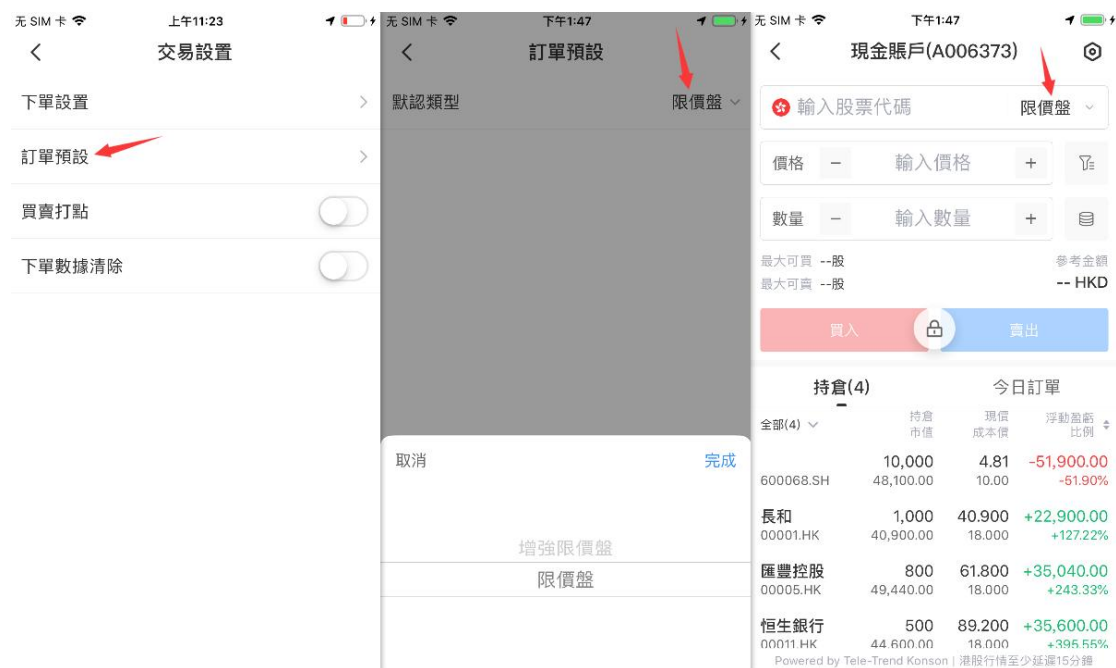 无 SIM 卡
上午11:23
交易設置
下單設置
訂單預設
買賣打點
下單數據清除
无 SIM 卡
下午1:47
訂單預設
默認類型
限價盤
取消
完成
增強限價盤
限價盤
无 SIM 卡
下午1:47
現金賬戶(A006373)
輸入股票代碼
限價盤
價格
−
輸入價格
+
數量
−
輸入數量
+
最大可買 --股
參考金額
最大可賣 --股
-- HKD
買入
賣出
持倉(4)
今日訂單
全部(4)
持倉
市值
現價
成本價
浮動盈虧
比例
10,000
4.81
-51,900.00
600068.SH
48,100.00
10.00
-51.90%
長和
1,000
40.900
+22,900.00
00001.HK
40,900.00
18.000
+127.22%
匯豐控股
800
61.800
+35,040.00
00005.HK
49,440.00
18.000
+243.33%
恒生銀行
500
89.200
+35,600.00
00011.HK
44,600.00
18.000
+395.55%
Powered by Tele-Trend Konson | 港股行情至少延遲15分鐘